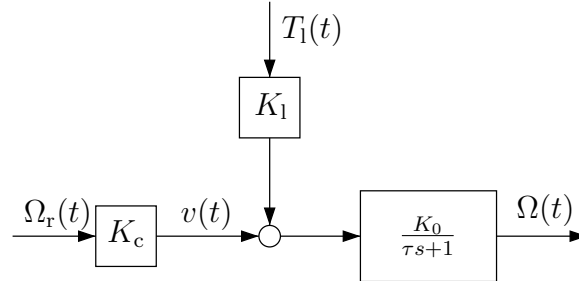 T_l(t)
K_l
Ω_r(t)
K_c
v(t)
K_0
τs+1
Ω(t)